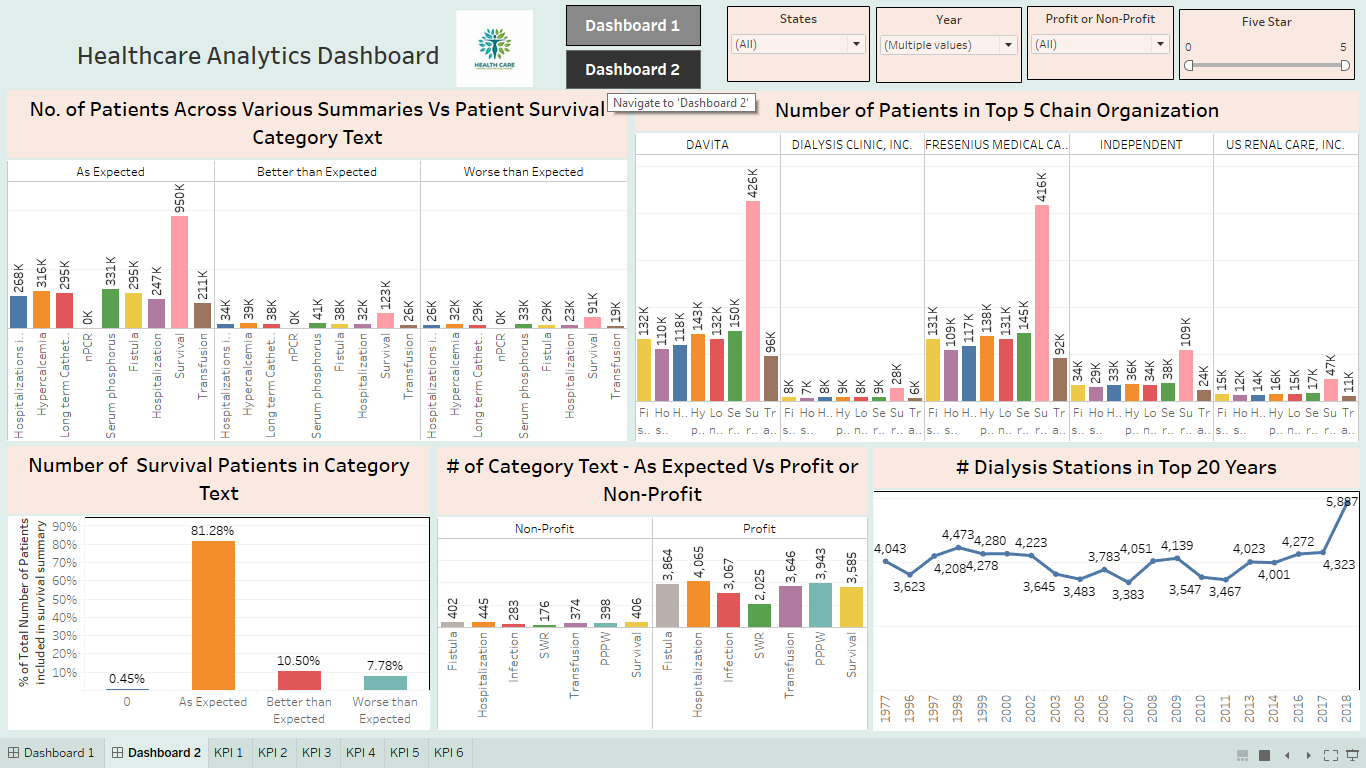 Healthcare Analytics Dashboard
HEALTH CARE
Dashboard 1
Dashboard 2
Navigate to 'Dashboard 2'
States
(All)
Year
(Multiple values)
Profit or Non-Profit
(All)
Five Star
0 5
No. of Patients Across Various Summaries Vs Patient Survival
Category Text
As Expected Better than Expected Worse than Expected
268K 316K 295K 0K 331K 295K 247K 950K 211K
34K 39K 38K 0K 41K 38K 32K 123K 26K
26K 32K 29K 0K 33K 29K 23K 91K 19K
Hospitalizations i.. Hypercalcemia Long term Cathet.. nPCR Serum phosphorus Fistula Hospitalization Survival Transfusion
Hospitalizations i.. Hypercalcemia Long term Cathet.. nPCR Serum phosphorus Fistula Hospitalization Survival Transfusion
Hospitalizations i.. Hypercalcemia Long term Cathet.. nPCR Serum phosphorus Fistula Hospitalization Survival Transfusion
Number of Patients in Top 5 Chain Organization
DAVITA DIALYSIS CLINIC, INC. FRESENIUS MEDICAL CA.. INDEPENDENT US RENAL CARE, INC.
132K 110K 118K 143K 132K 150K 426K 96K
8K 7K 8K 9K 8K 9K 28K 6K
131K 109K 117K 138K 131K 145K 416K 92K
34K 29K 33K 36K 34K 38K 109K 24K
15K 12K 14K 16K 15K 17K 47K 11K
Fi Ho H.. Hy Lo Se Su Tr Fi Ho H.. Hy Lo Se Su Tr Fi Ho H.. Hy Lo Se Su Tr Fi Ho H.. Hy Lo Se Su Tr Fi Ho H.. Hy Lo Se Su Tr
s.. s.. p.. n.. r.. r.. a.. s.. s.. p.. n.. r.. r.. a.. s.. s.. p.. n.. r.. r.. a.. s.. s.. p.. n.. r.. r.. a.. s.. s.. p.. n.. r.. r.. a..
Number of Survival Patients in Category
Text
% of Total Number of Patients
included in survival summary
90%
80%
70%
60%
50%
40%
30%
20%
10%
0.45% 81.28% 10.50% 7.78%
0 As Expected Better than Worse than
Expected Expected
# of Category Text - As Expected Vs Profit or
Non-Profit
Non-Profit Profit
402 445 283 176 374 398 406
3,864 4,065 3,067 2,025 3,646 3,943 3,585
Fistula Hospitalization Infection SWR Transfusion PPPW Survival
Fistula Hospitalization Infection SWR Transfusion PPPW Survival
# Dialysis Stations in Top 20 Years
4,043 3,623 4,208 4,473 4,278 4,280 4,223 3,645 3,483 3,783 3,383 4,051 4,139 3,547 3,467 4,023 4,001 4,272 4,323 5,887
1977 1996 1997 1998 1999 2000 2002 2003 2005 2006 2007 2008 2009 2010 2011 2013 2014 2016 2017 2018
Dashboard 1 Dashboard 2 KPI 1 KPI 2 KPI 3 KPI 4 KPI 5 KPI 6